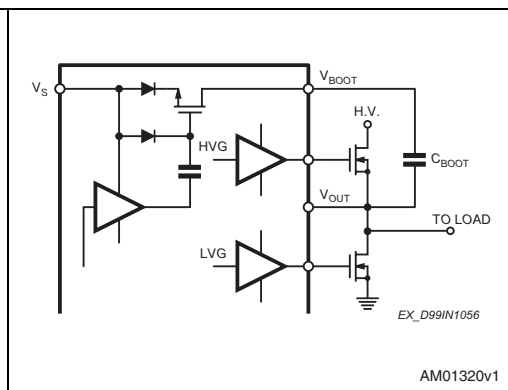 V_S
V_BOOT
H.V.
HVG
C_BOOT
V_OUT
TO LOAD
LVG
EX_D99IN1056
AM01320v1